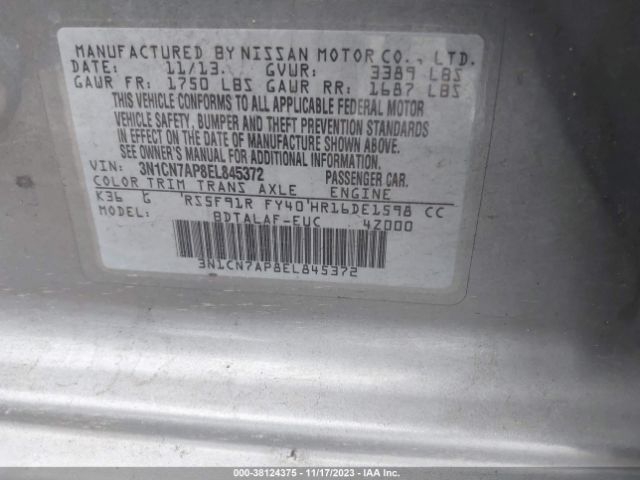 MANUFACTURED BY NISSAN MOTOR CO., LTD.
DATE: 11/13. GVWR: 3389 LBS
GAWR FR: 1750 LBS GAWR RR: 1687 LBS
THIS VEHICLE CONFORMS TO ALL APPLICABLE FEDERAL MOTOR
VEHICLE SAFETY, BUMPER AND THEFT PREVENTION STANDARDS
IN EFFECT ON THE DATE OF MANUFACTURE SHOWN ABOVE.
SEE OWNER'S MANUAL FOR ADDITIONAL INFORMATION.
VIN: 3N1CN7AP8EL845372 PASSENGER CAR.
COLOR TRIM TRANS AXLE ENGINE
K36 G RS5F91R FY40 HR16DE1598 CC
MODEL: BDTALAF-EUC 4Z000
3N1CN7AP8EL845372
000-38124375 - 11/17/2023 - IAA Inc.